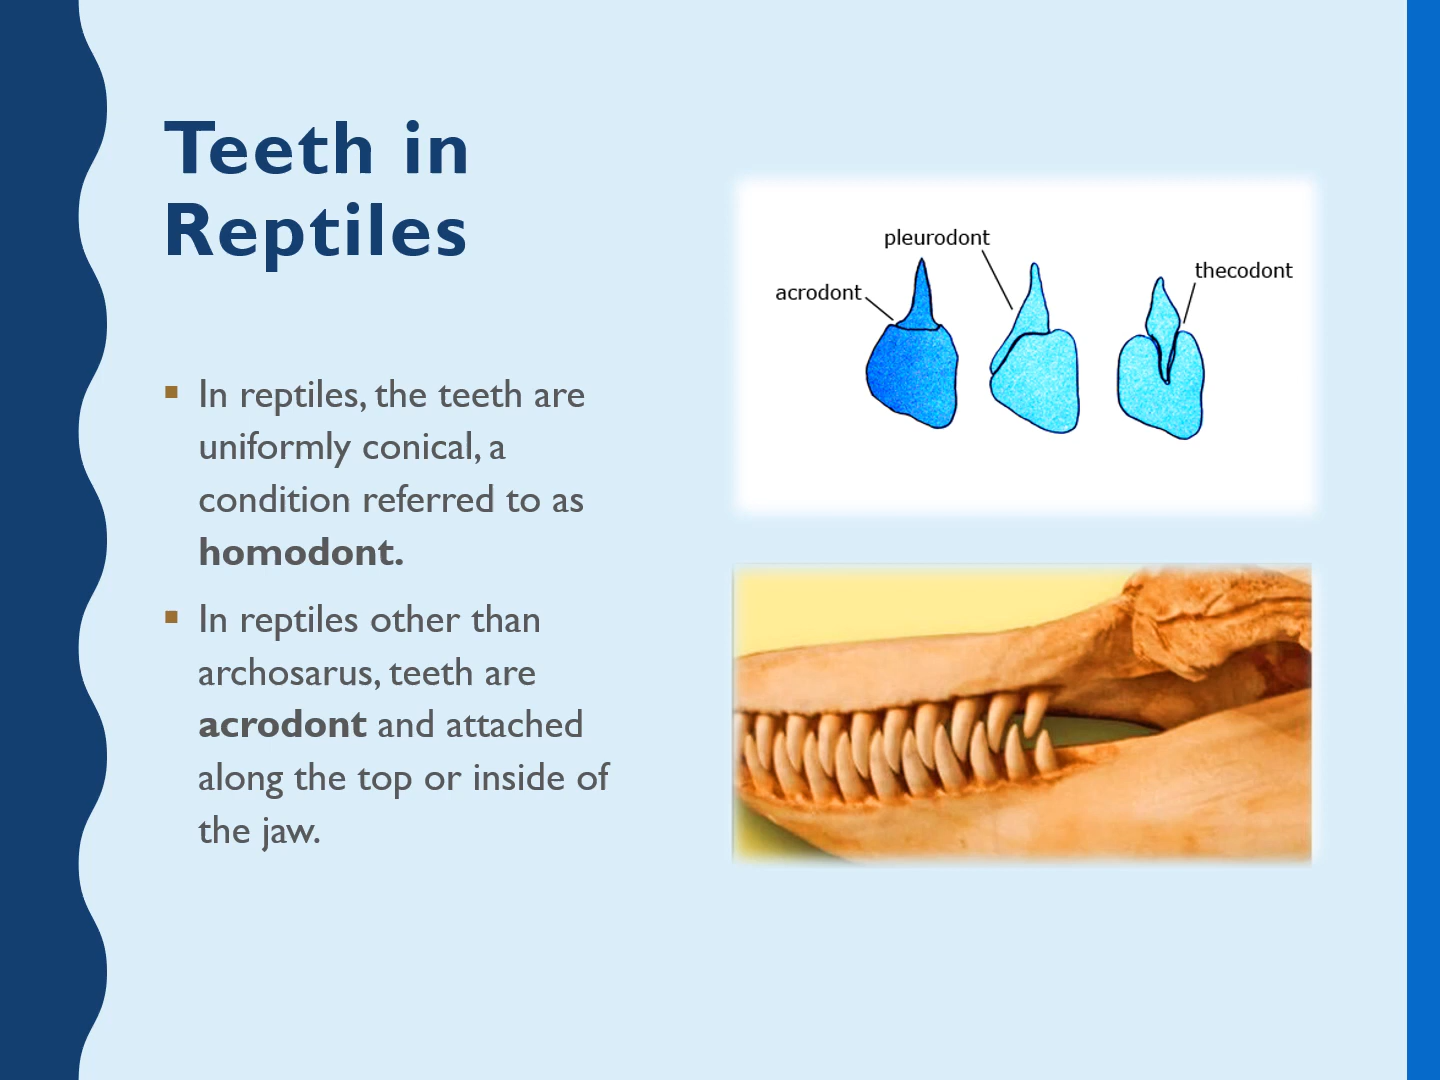 Teeth in
Reptiles
▪ In reptiles, the teeth are
uniformly conical, a
condition referred to as
homodont.
▪ In reptiles other than
archosarus, teeth are
acrodont and attached
along the top or inside of
the jaw.
pleurodont
thecodont
acrodont